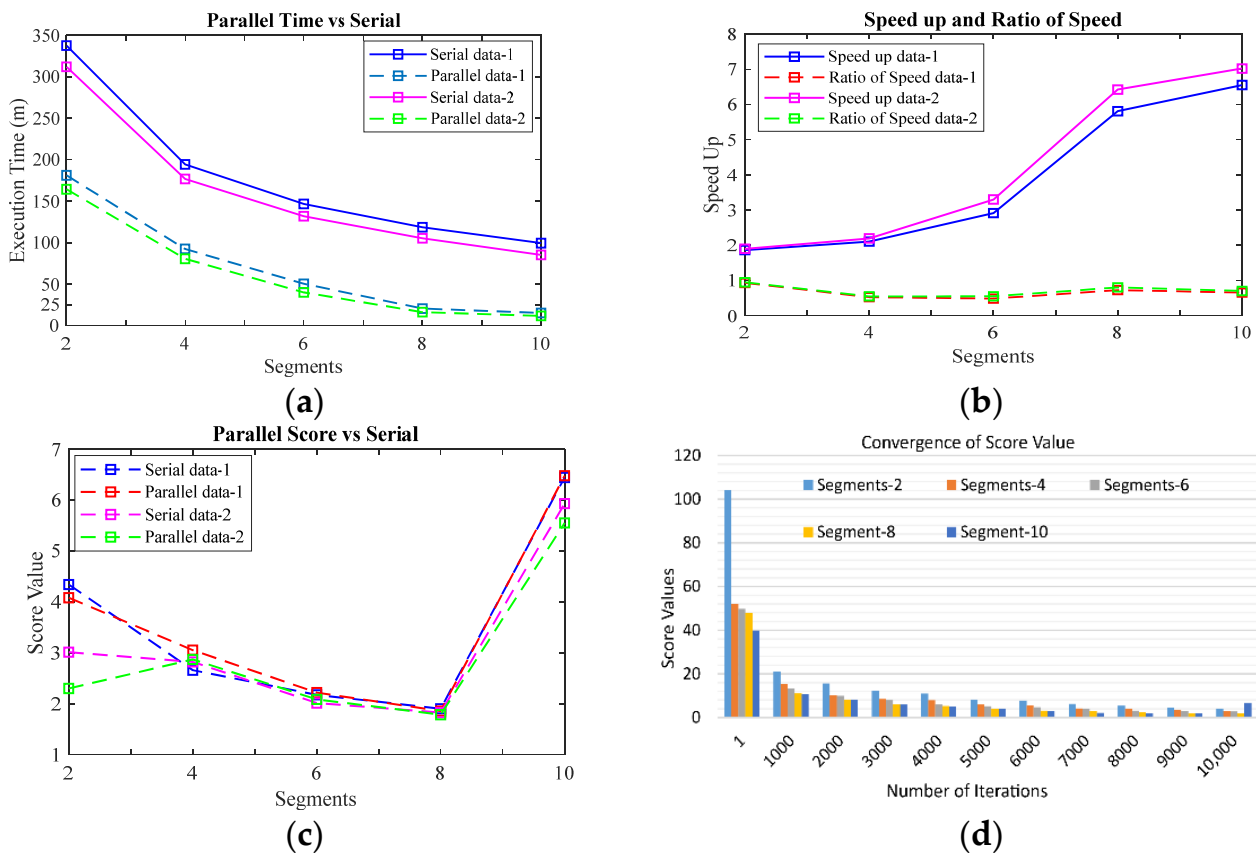 Parallel Time vs Serial
350
300
250
200
150
100
50
25
0
Execution Time (m)
Serial data-1
Parallel data-1
Serial data-2
Parallel data-2
2 4 6 8 10
Segments
(a)
Speed up and Ratio of Speed
8
7
6
5
4
3
2
1
0
Speed Up
Speed up data-1
Ratio of Speed data-1
Speed up data-2
Ratio of Speed data-2
2 4 6 8 10
Segments
(b)
Parallel Score vs Serial
7
6
5
4
3
2
1
Score Value
Serial data-1
Parallel data-1
Serial data-2
Parallel data-2
2 4 6 8 10
Segments
(c)
Convergence of Score Value
120
100
80
60
40
20
0
Score Values
Segments-2 Segments-4 Segments-6
Segment-8 Segment-10
1 1000 2000 3000 4000 5000 6000 7000 8000 9000 10,000
Number of Iterations
(d)